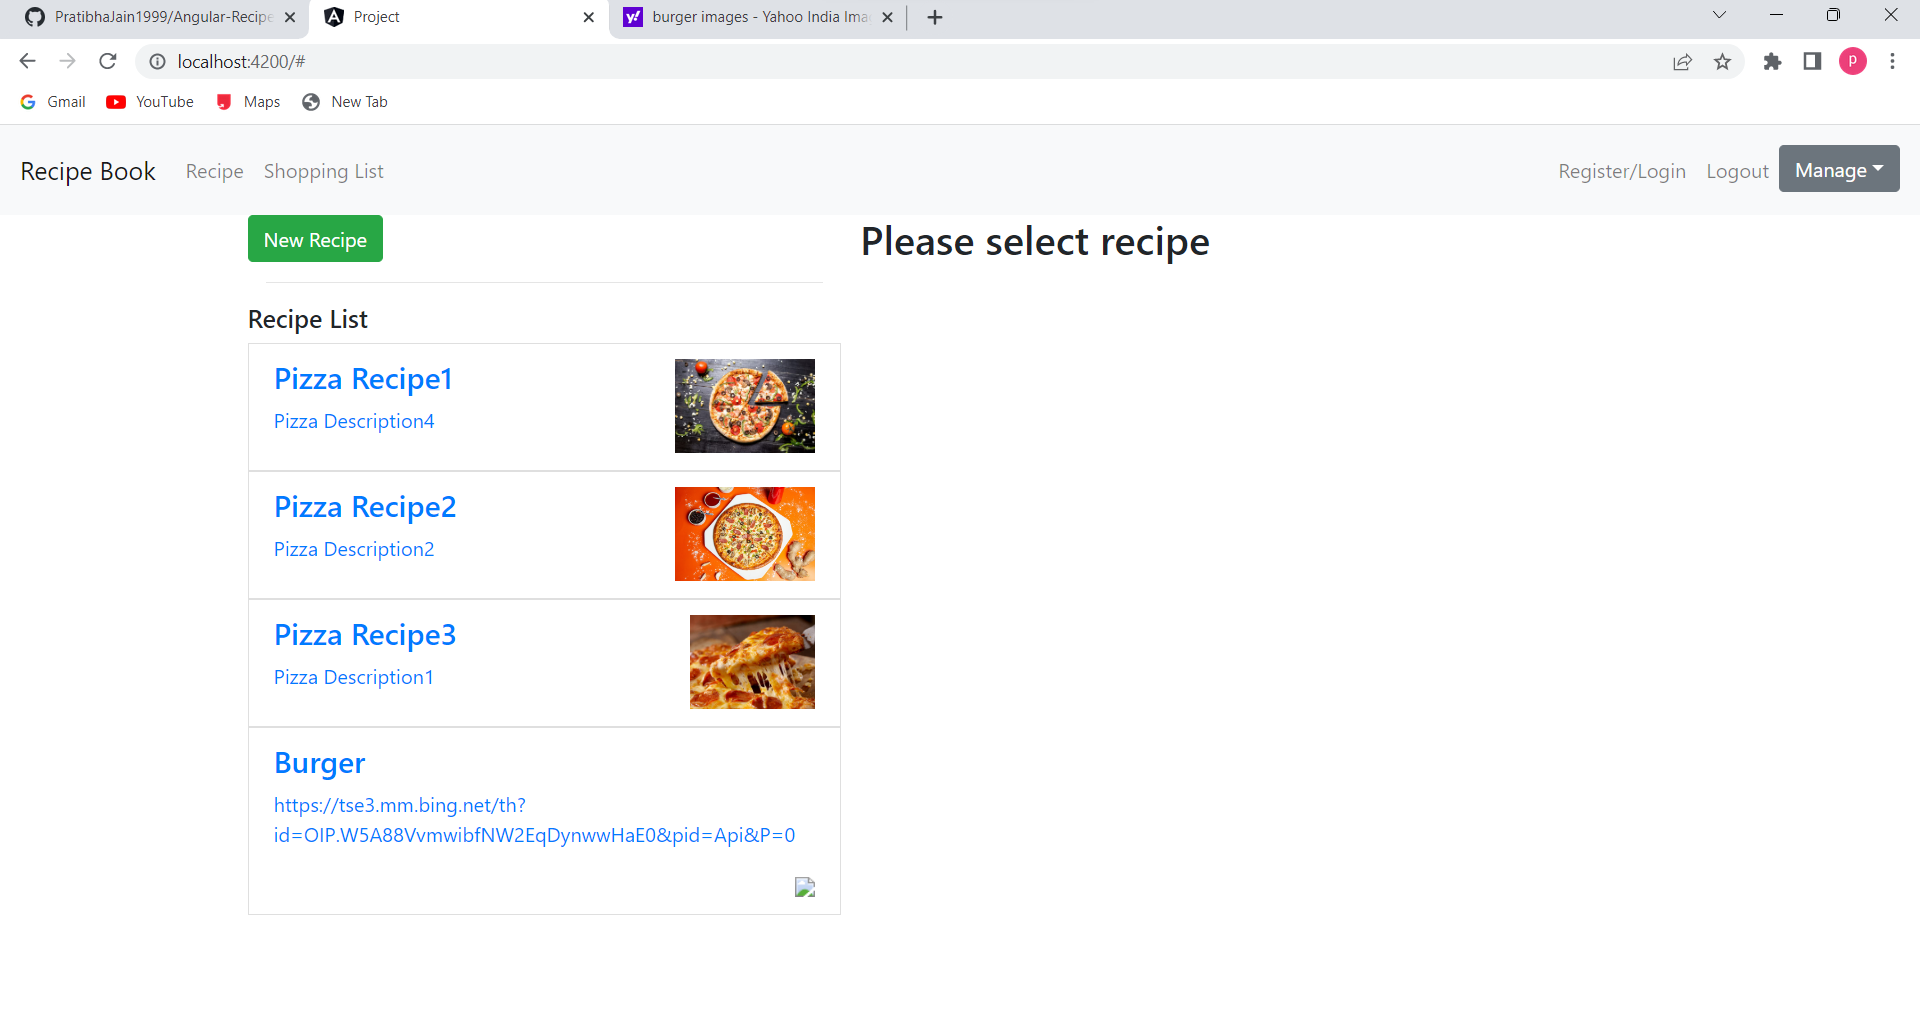 PratibhaJain1999/Angular-Recipe
Project
burger images - Yahoo India Ima
localhost:4200/#
P
Gmail
YouTube
Maps
New Tab
Recipe Book
Recipe
Shopping List
Register/Login
Logout
Manage
New Recipe
Please select recipe
Recipe List
Pizza Recipe1
Pizza Description4
Pizza Recipe2
Pizza Description2
Pizza Recipe3
Pizza Description1
Burger
https://tse3.mm.bing.net/th?
id=OIP.W5A88VvmwibfNW2EqDynwwHaE0&pid=Api&P=0